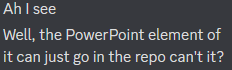 Ah I see
Well, the PowerPoint element of
it can just go in the repo can't it?